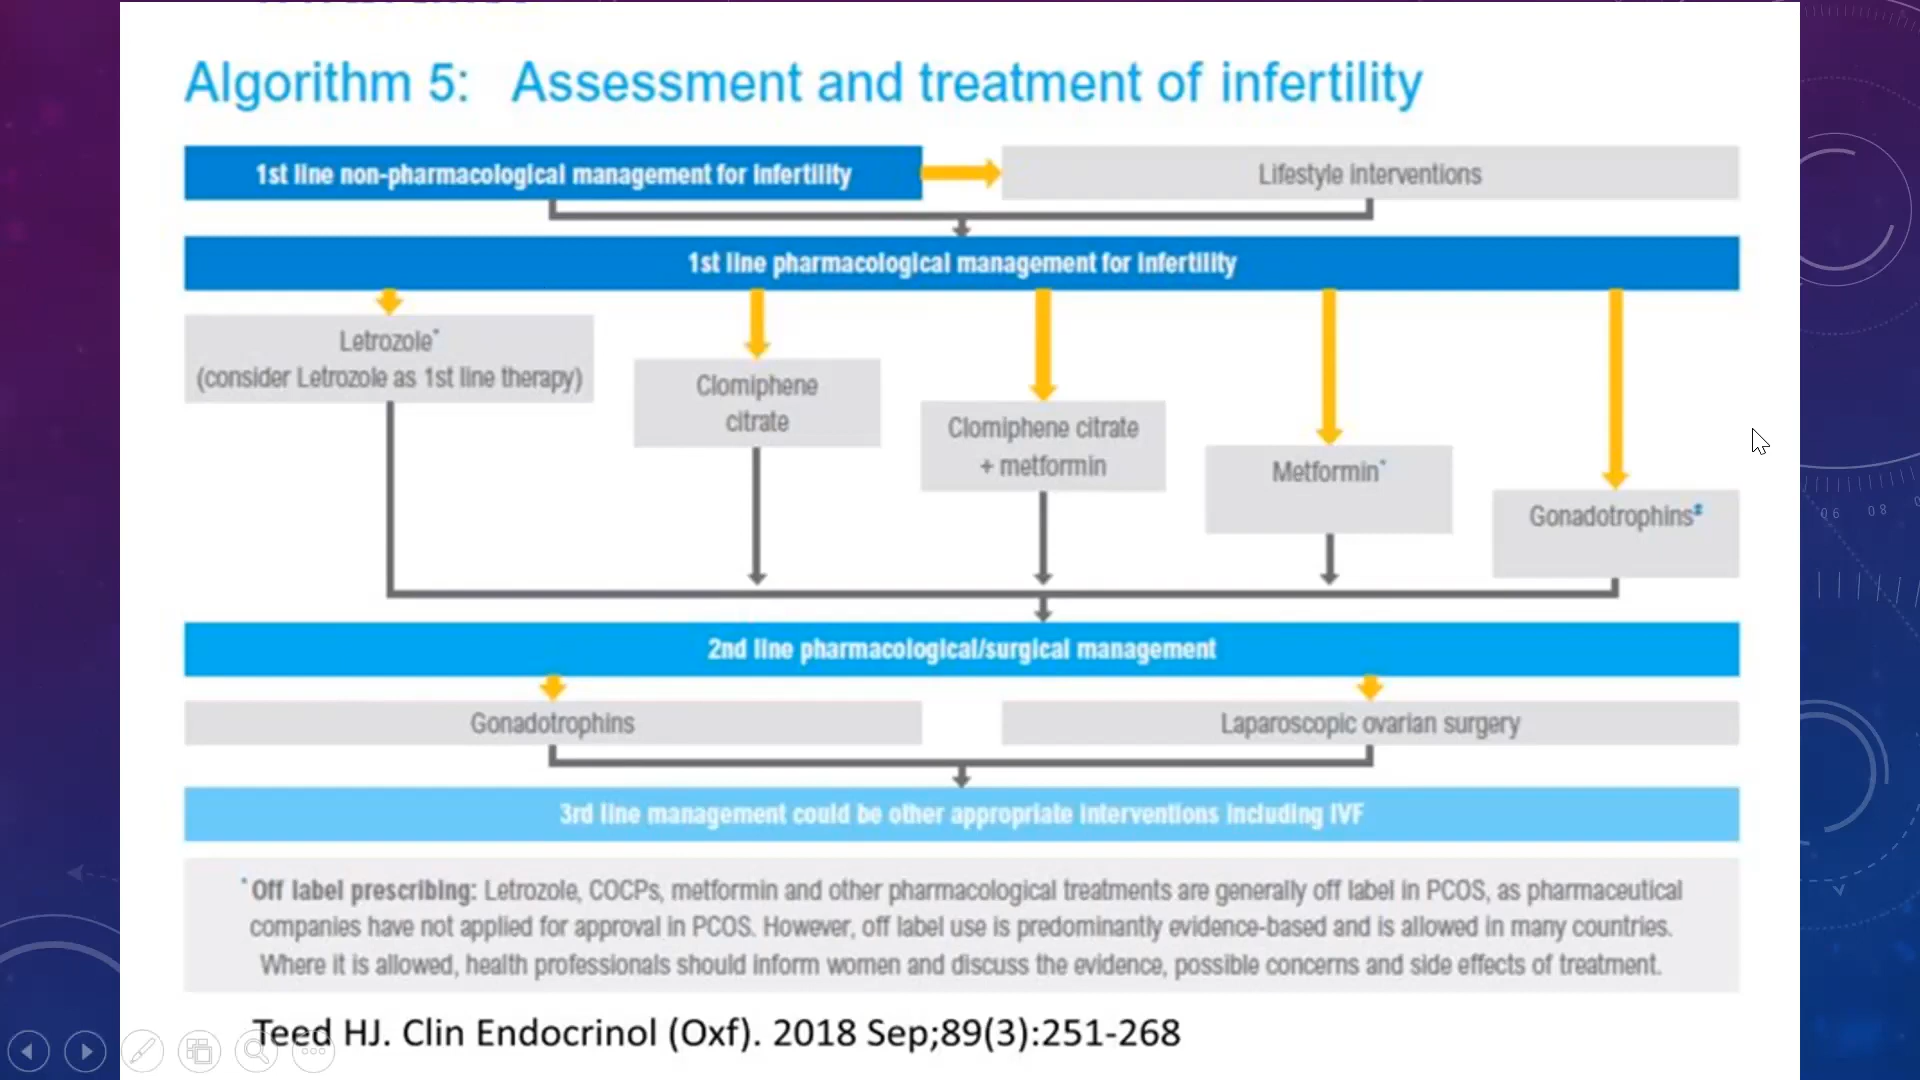 Algorithm 5: Assessment and treatment of infertility
1st line non-pharmacological management for infertility
Lifestyle interventions
1st line pharmacological management for infertility
Letrozole*
(consider Letrozole as 1st line therapy)
Clomiphene
citrate
Clomiphene citrate
+ metformin
Metformin*
Gonadotrophins‡
2nd line pharmacological/surgical management
Gonadotrophins
Laparoscopic ovarian surgery
3rd line management could be other appropriate interventions including IVF
* Off label prescribing: Letrozole, COCPs, metformin and other pharmacological treatments are generally off label in PCOS, as pharmaceutical
companies have not applied for approval in PCOS. However, off label use is predominantly evidence-based and is allowed in many countries.
Where it is allowed, health professionals should inform women and discuss the evidence, possible concerns and side effects of treatment.
Teed HJ. Clin Endocrinol (Oxf). 2018 Sep;89(3):251-268
06 08